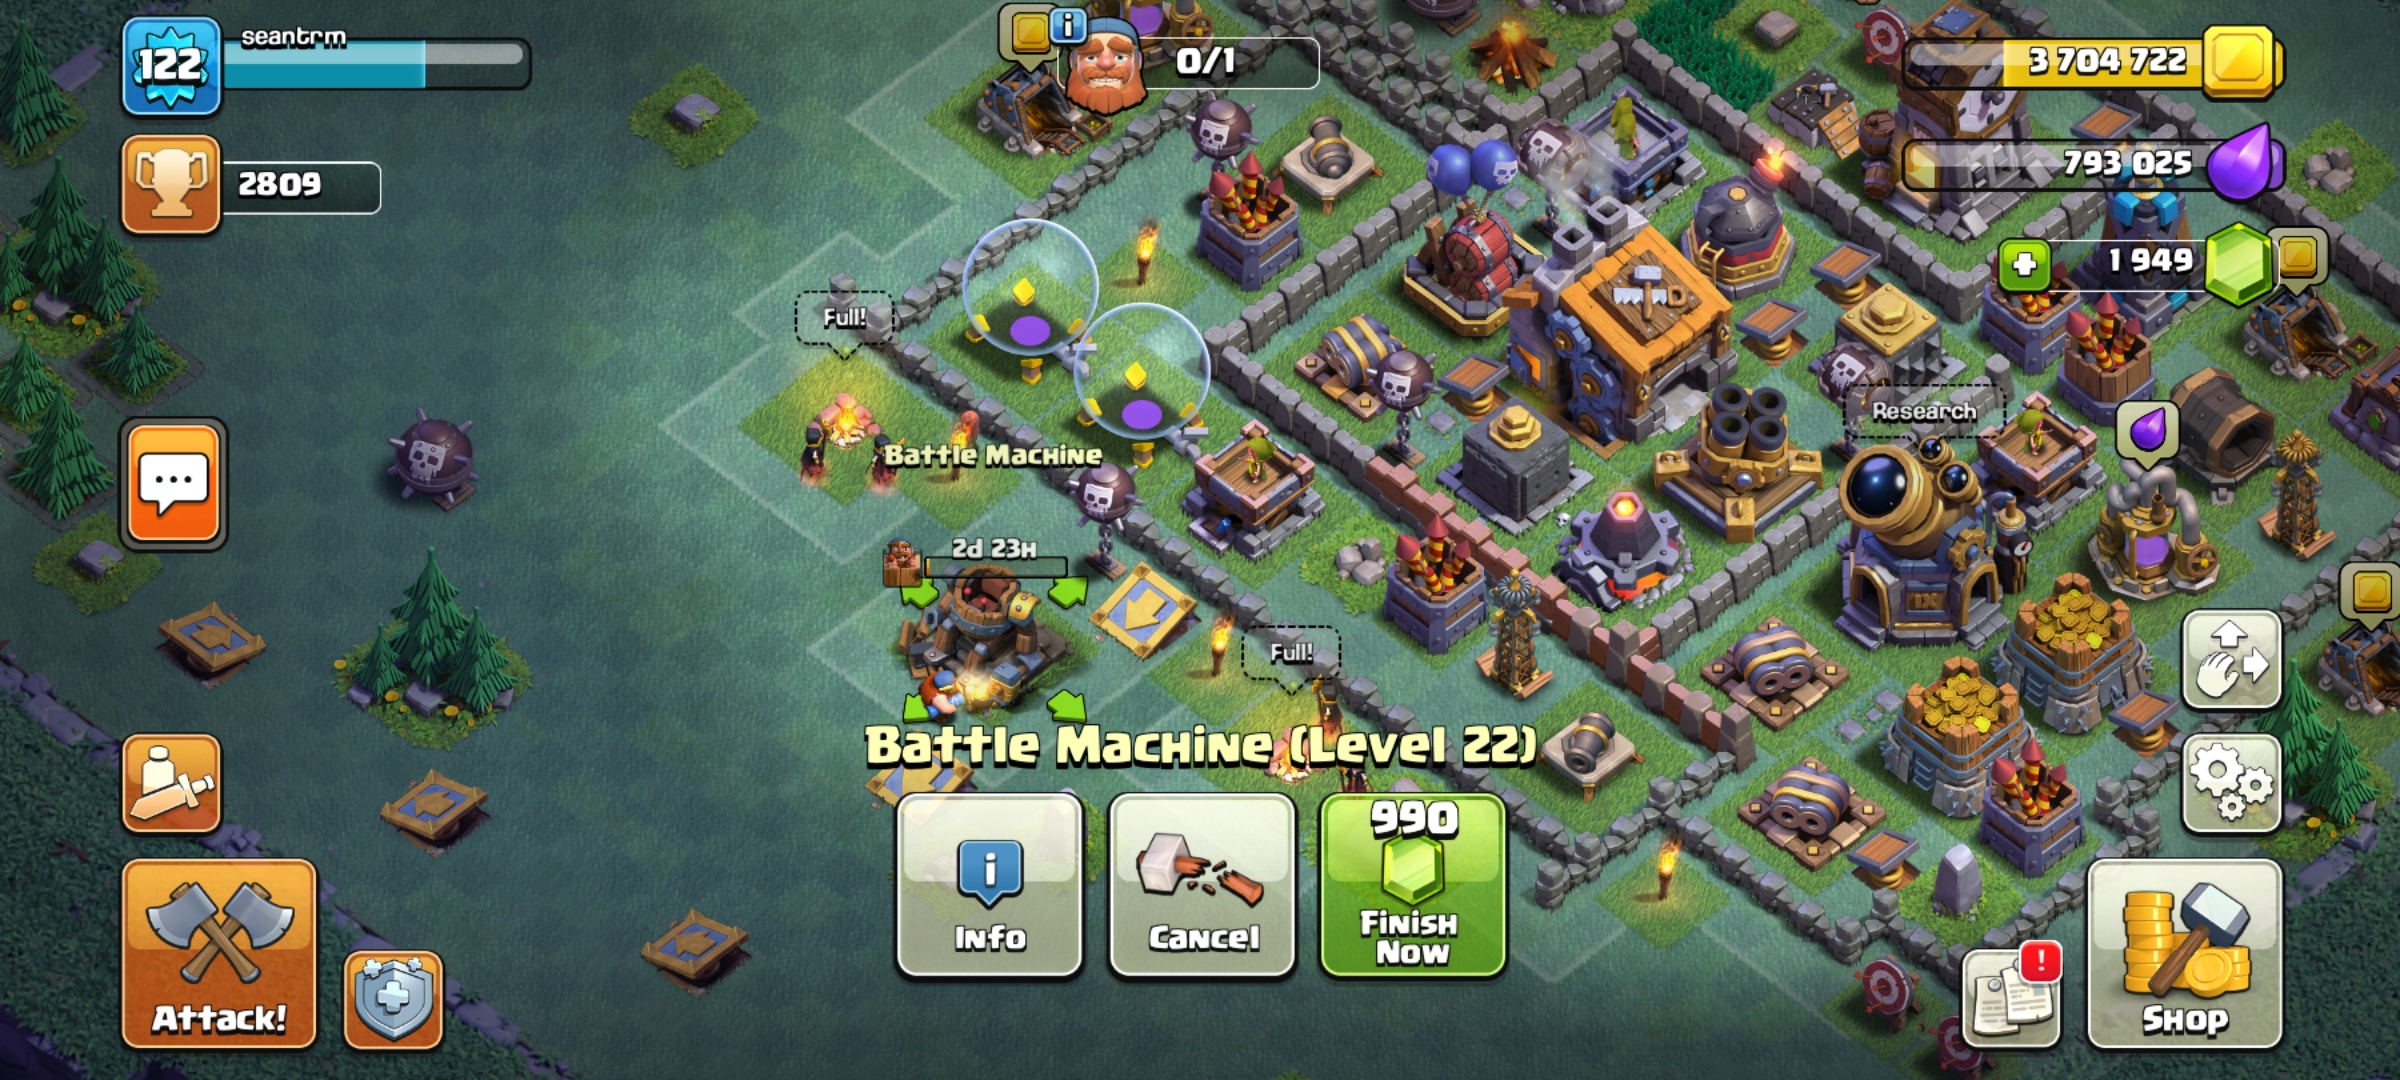 seantrm
122
0/1
3 704 722
2809
793 025
1 949
Full!
Research
Battle Machine
2d 23H
Full!
Battle Machine (Level 22)
990
Info
Cancel
Finish
Now
Attack!
!
Shop
IX